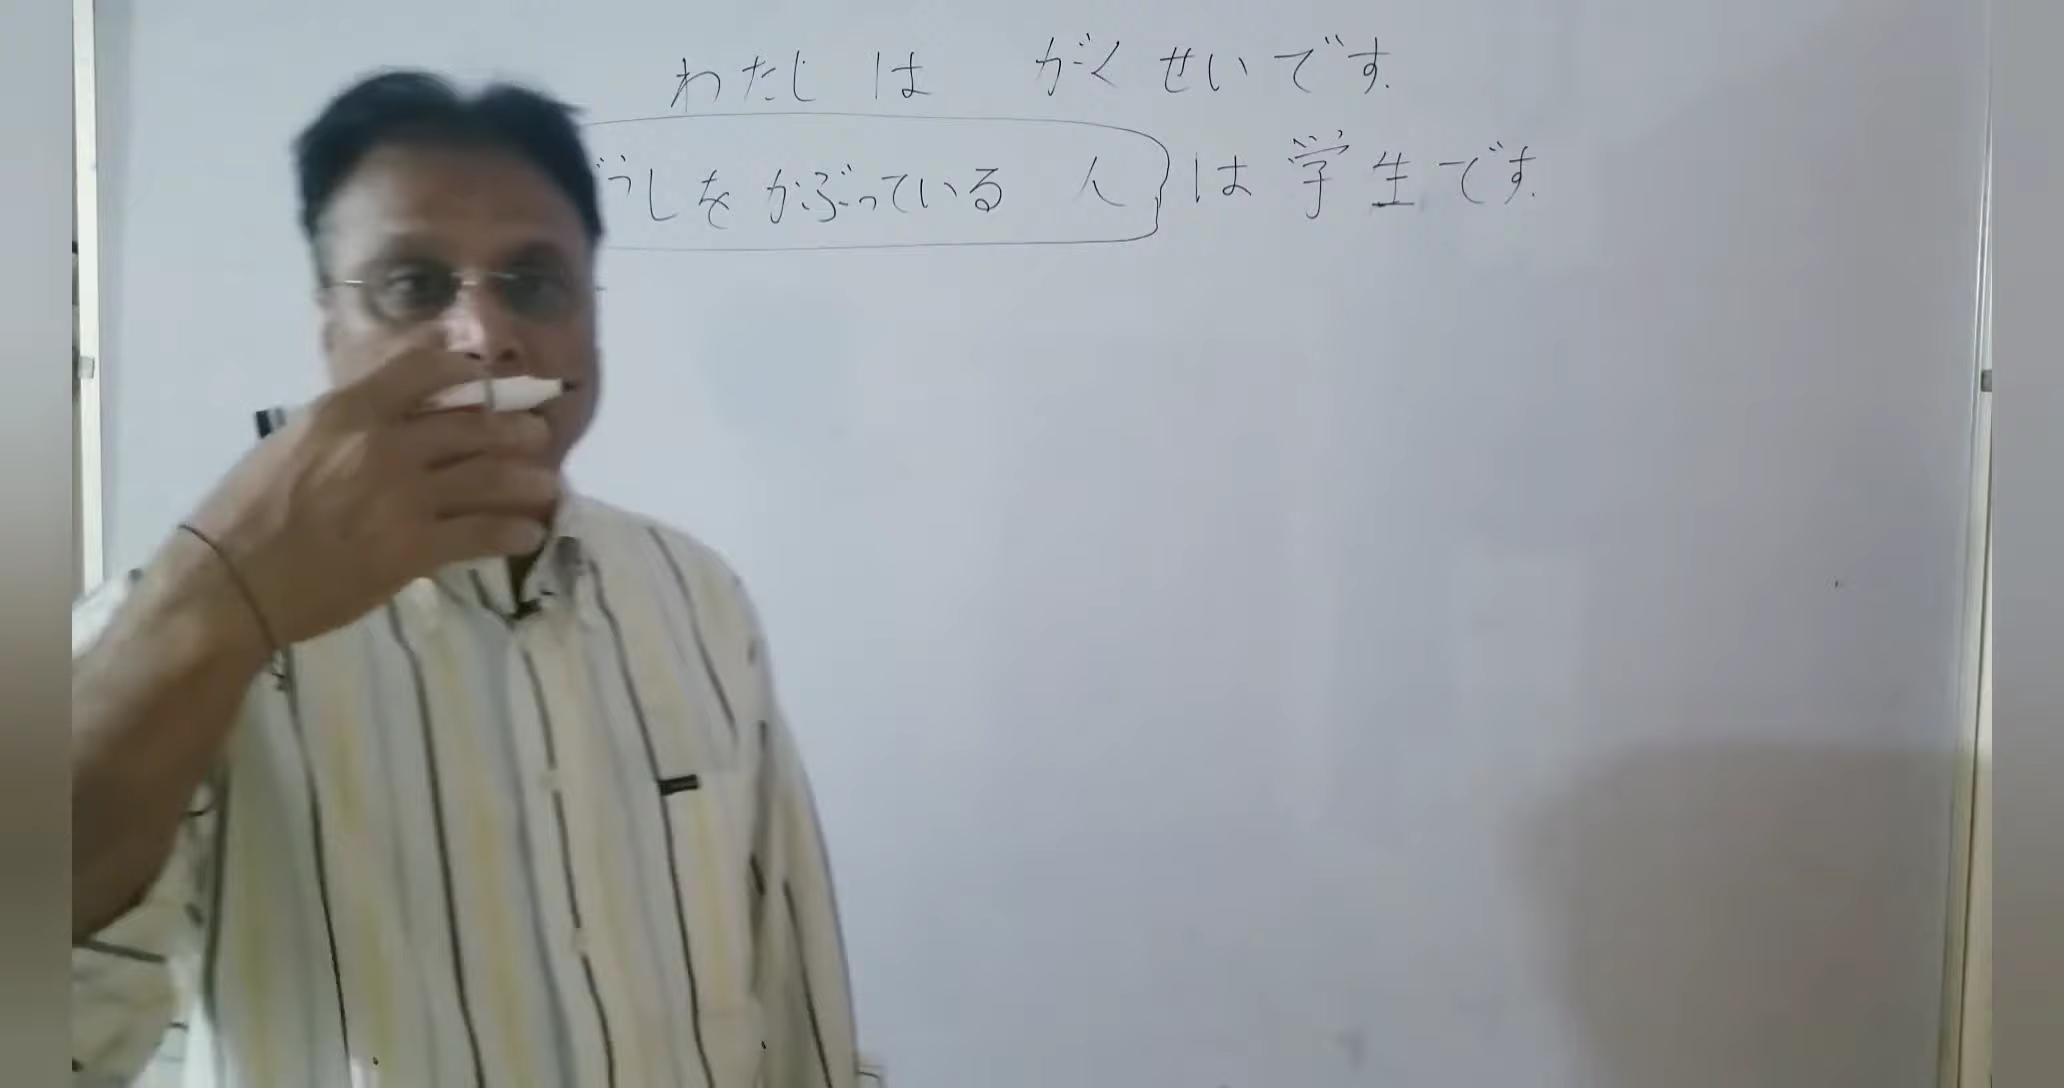 わたし は がくせいです.
うしを かぶっている 人 は 学生です.